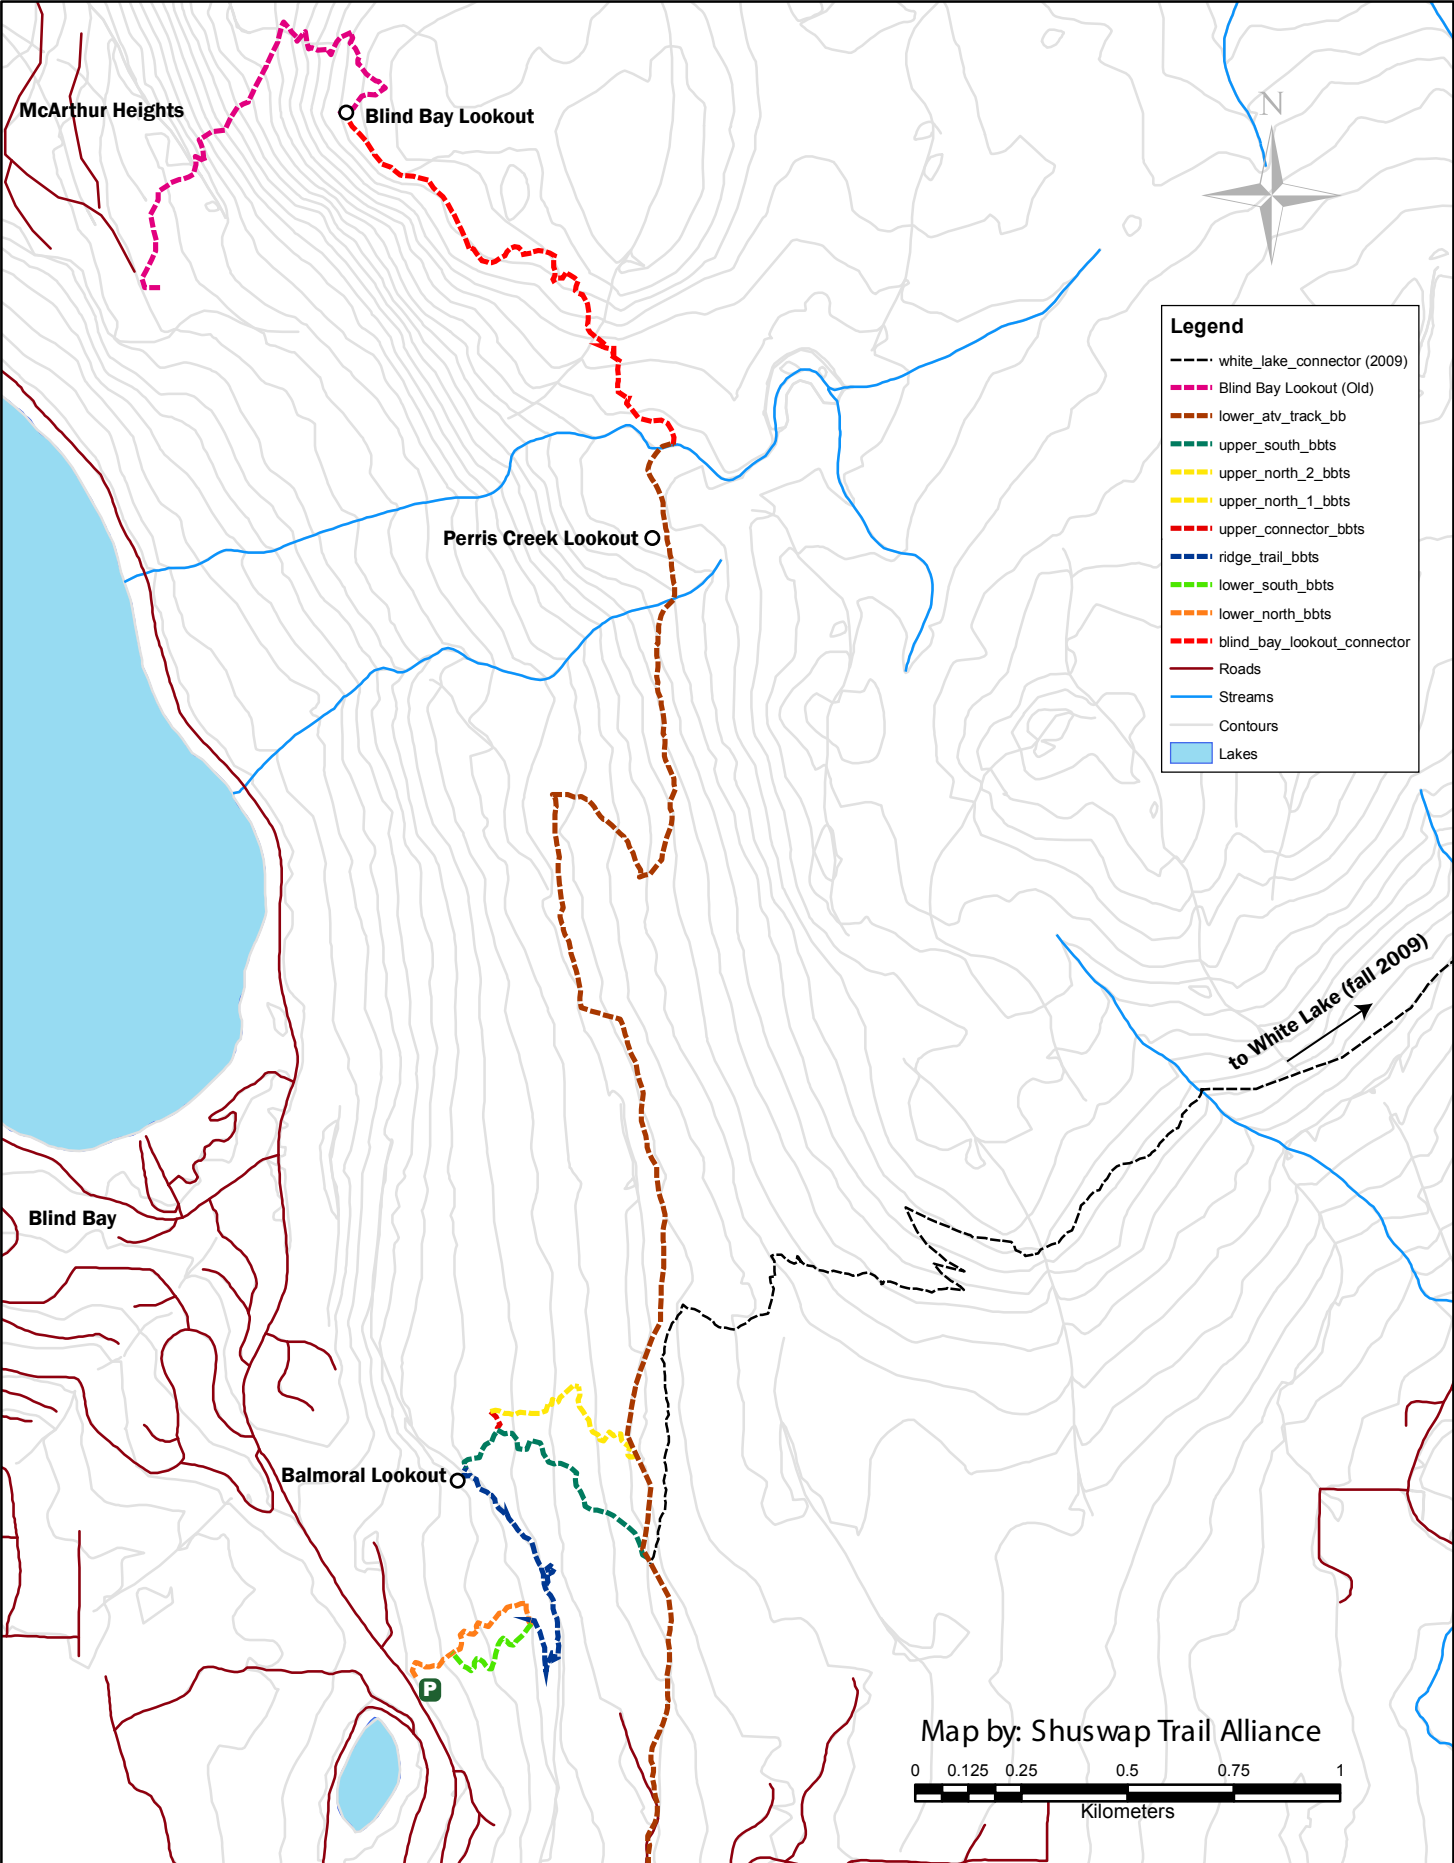 N
McArthur Heights
Blind Bay Lookout
Legend
white_lake_connector (2009)
Blind Bay Lookout (Old)
lower_atv_track_bb
upper_south_bbts
upper_north_2_bbts
upper_north_1_bbts
upper_connector_bbts
ridge_trail_bbts
lower_south_bbts
lower_north_bbts
blind_bay_lookout_connector
Roads
Streams
Contours
Lakes
Perris Creek Lookout
to White Lake (fall 2009)
Blind Bay
Balmoral Lookout
P
Map by: Shuswap Trail Alliance
0 0.125 0.25 0.5 0.75 1
Kilometers